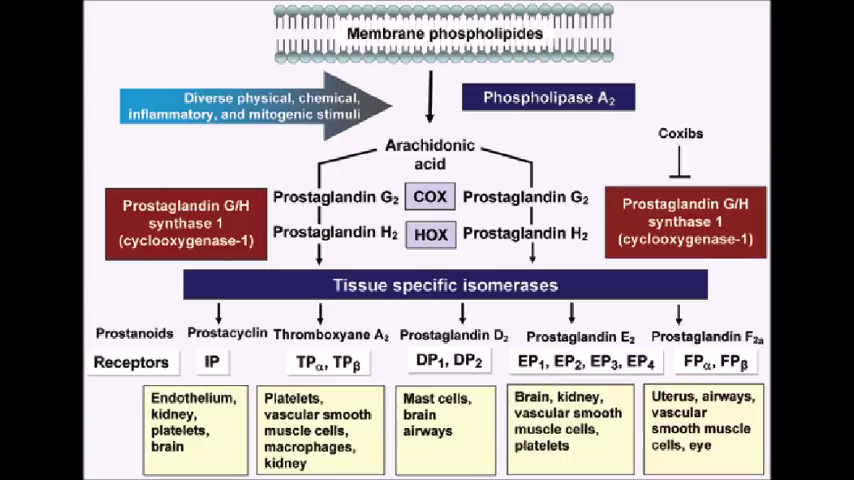 Membrane phospholipides
Diverse physical, chemical,
inflammatory, and mitogenic stimuli
Phospholipase A2
Coxibs
Arachidonic
acid
Prostaglandin G/H
synthase 1
(cyclooxygenase-1)
Prostaglandin G2
COX
Prostaglandin G2
Prostaglandin H2
HOX
Prostaglandin H2
Prostaglandin G/H
synthase 1
(cyclooxygenase-1)
Tissue specific isomerases
Prostanoids
Prostacyclin
Thromboxyane A2
Prostaglandin D2
Prostaglandin E2
Prostaglandin F2a
Receptors
IP
TPα, TPβ
DP1, DP2
EP1, EP2, EP3, EP4
FPα, FPβ
Endothelium,
kidney,
platelets,
brain
Platelets,
vascular smooth
muscle cells,
macrophages,
kidney
Mast cells,
brain
airways
Brain, kidney,
vascular smooth
muscle cells,
platelets
Uterus, airways,
vascular
smooth muscle
cells, eye